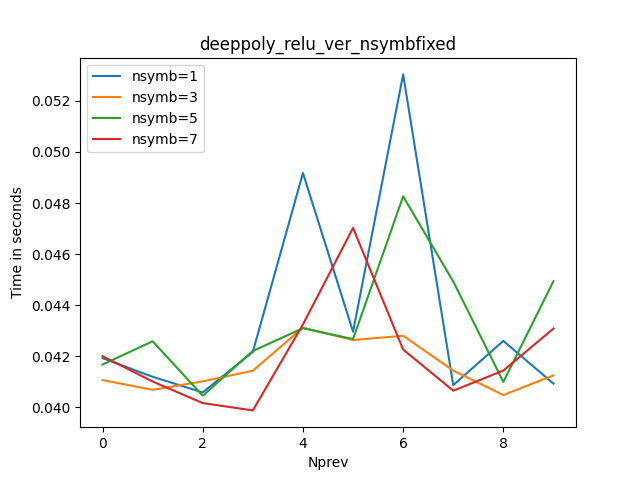 deeppoly_relu_ver_nsymbfixed
nsymb=1
nsymb=3
nsymb=5
nsymb=7
0.052
0.050
0.048
0.046
0.044
0.042
0.040
Time in seconds
0 2 4 6 8
Nprev